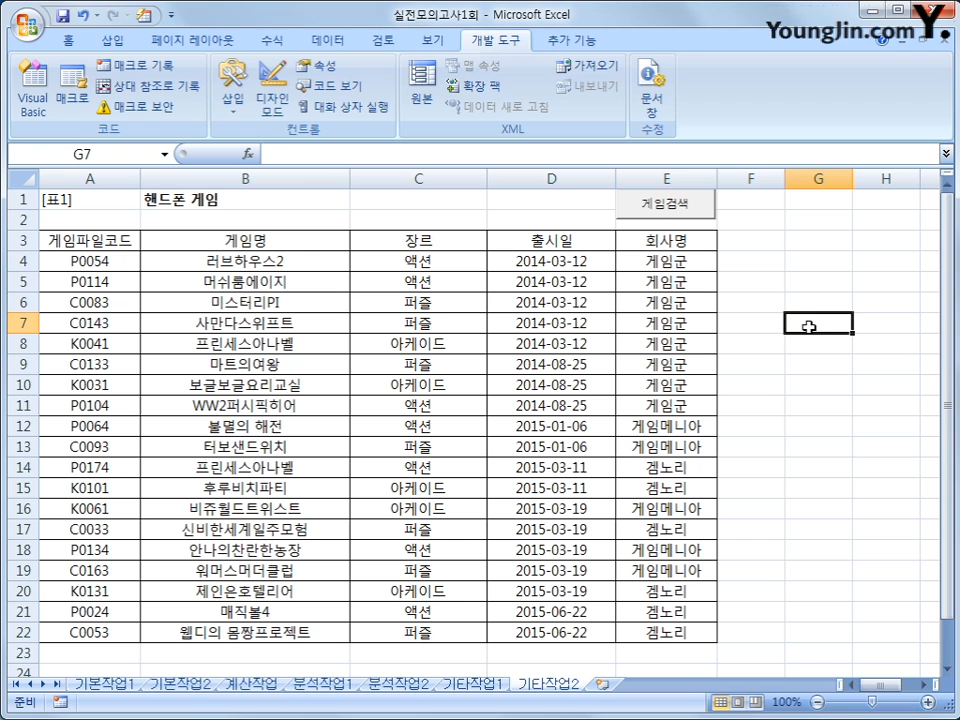 실전모의고사1회 - Microsoft Excel
YoungJin.com Y.
홈 삽입 페이지 레이아웃 수식 데이터 검토 보기 개발 도구 추가 기능
Visual Basic
매크로
매크로 기록
상대 참조로 기록
매크로 보안
코드
삽입
디자인 모드
속성
코드 보기
대화 상자 실행
컨트롤
원본
맵 속성
확장 팩
데이터 새로 고침
가져오기
내보내기
XML
문서 창
수정
G7 fx
A B C D E F G H
1 [표1] 핸드폰 게임 게임검색
2
3 게임파일코드 게임명 장르 출시일 회사명
4 P0054 러브하우스2 액션 2014-03-12 게임군
5 P0114 머쉬룸에이지 액션 2014-03-12 게임군
6 C0083 미스터리PI 퍼즐 2014-03-12 게임군
7 C0143 사만다스위프트 퍼즐 2014-03-12 게임군
8 K0041 프린세스아나벨 아케이드 2014-03-12 게임군
9 C0133 마트의여왕 퍼즐 2014-08-25 게임군
10 K0031 보글보글요리교실 아케이드 2014-08-25 게임군
11 P0104 WW2퍼시픽히어 액션 2014-08-25 게임군
12 P0064 불멸의 해전 액션 2015-01-06 게임메니아
13 C0093 터보샌드위치 퍼즐 2015-01-06 게임메니아
14 P0174 프린세스아나벨 액션 2015-03-11 겜노리
15 K0101 후루비치파티 아케이드 2015-03-11 겜노리
16 K0061 비쥬월드트위스트 아케이드 2015-03-19 게임메니아
17 C0033 신비한세계일주모험 퍼즐 2015-03-19 겜노리
18 P0134 안나의찬란한농장 액션 2015-03-19 게임메니아
19 C0163 워머스머더클럽 퍼즐 2015-03-19 게임메니아
20 K0131 제인은호텔리어 아케이드 2015-03-19 겜노리
21 P0024 매직볼4 액션 2015-06-22 겜노리
22 C0053 웹디의 몸짱프로젝트 퍼즐 2015-06-22 겜노리
23
24
기본작업1 기본작업2 계산작업 분석작업1 분석작업2 기타작업1 기타작업2
준비 100%